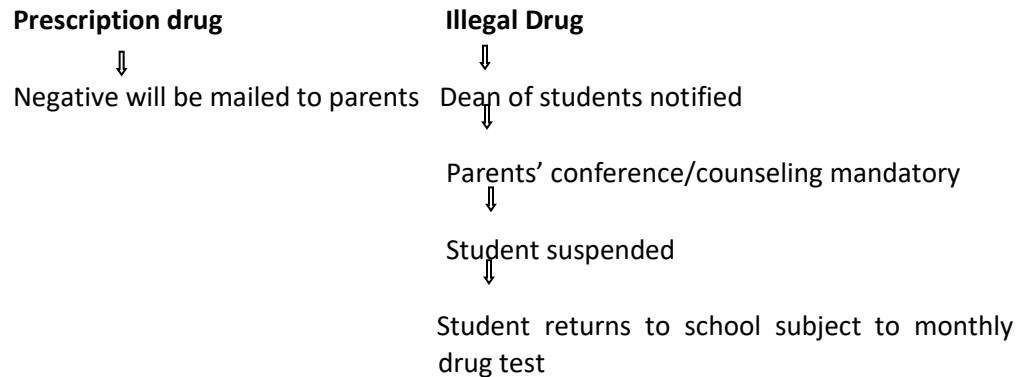 Prescription drug Illegal Drug
⇓ ⇓
Negative will be mailed to parents Dean of students notified
⇓
Parents’ conference/counseling mandatory
⇓
Student suspended
⇓
Student returns to school subject to monthly
drug test